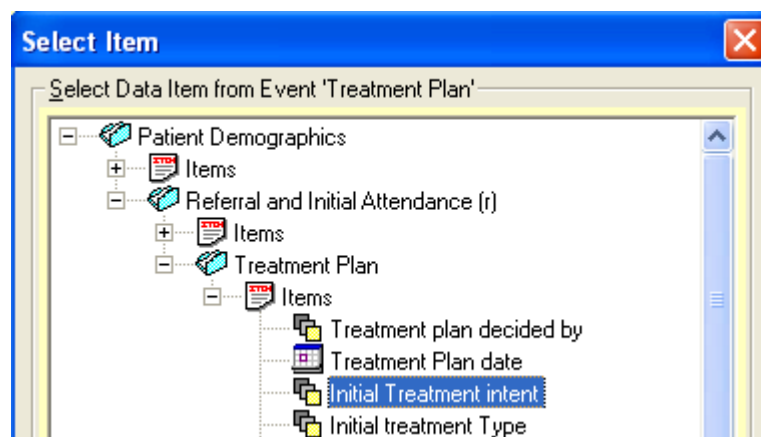 Select Item
Select Data Item from Event 'Treatment Plan'
Patient Demographics
Items
Referral and Initial Attendance (r)
Items
Treatment Plan
Items
Treatment plan decided by
Treatment Plan date
Initial Treatment intent
Initial treatment Type